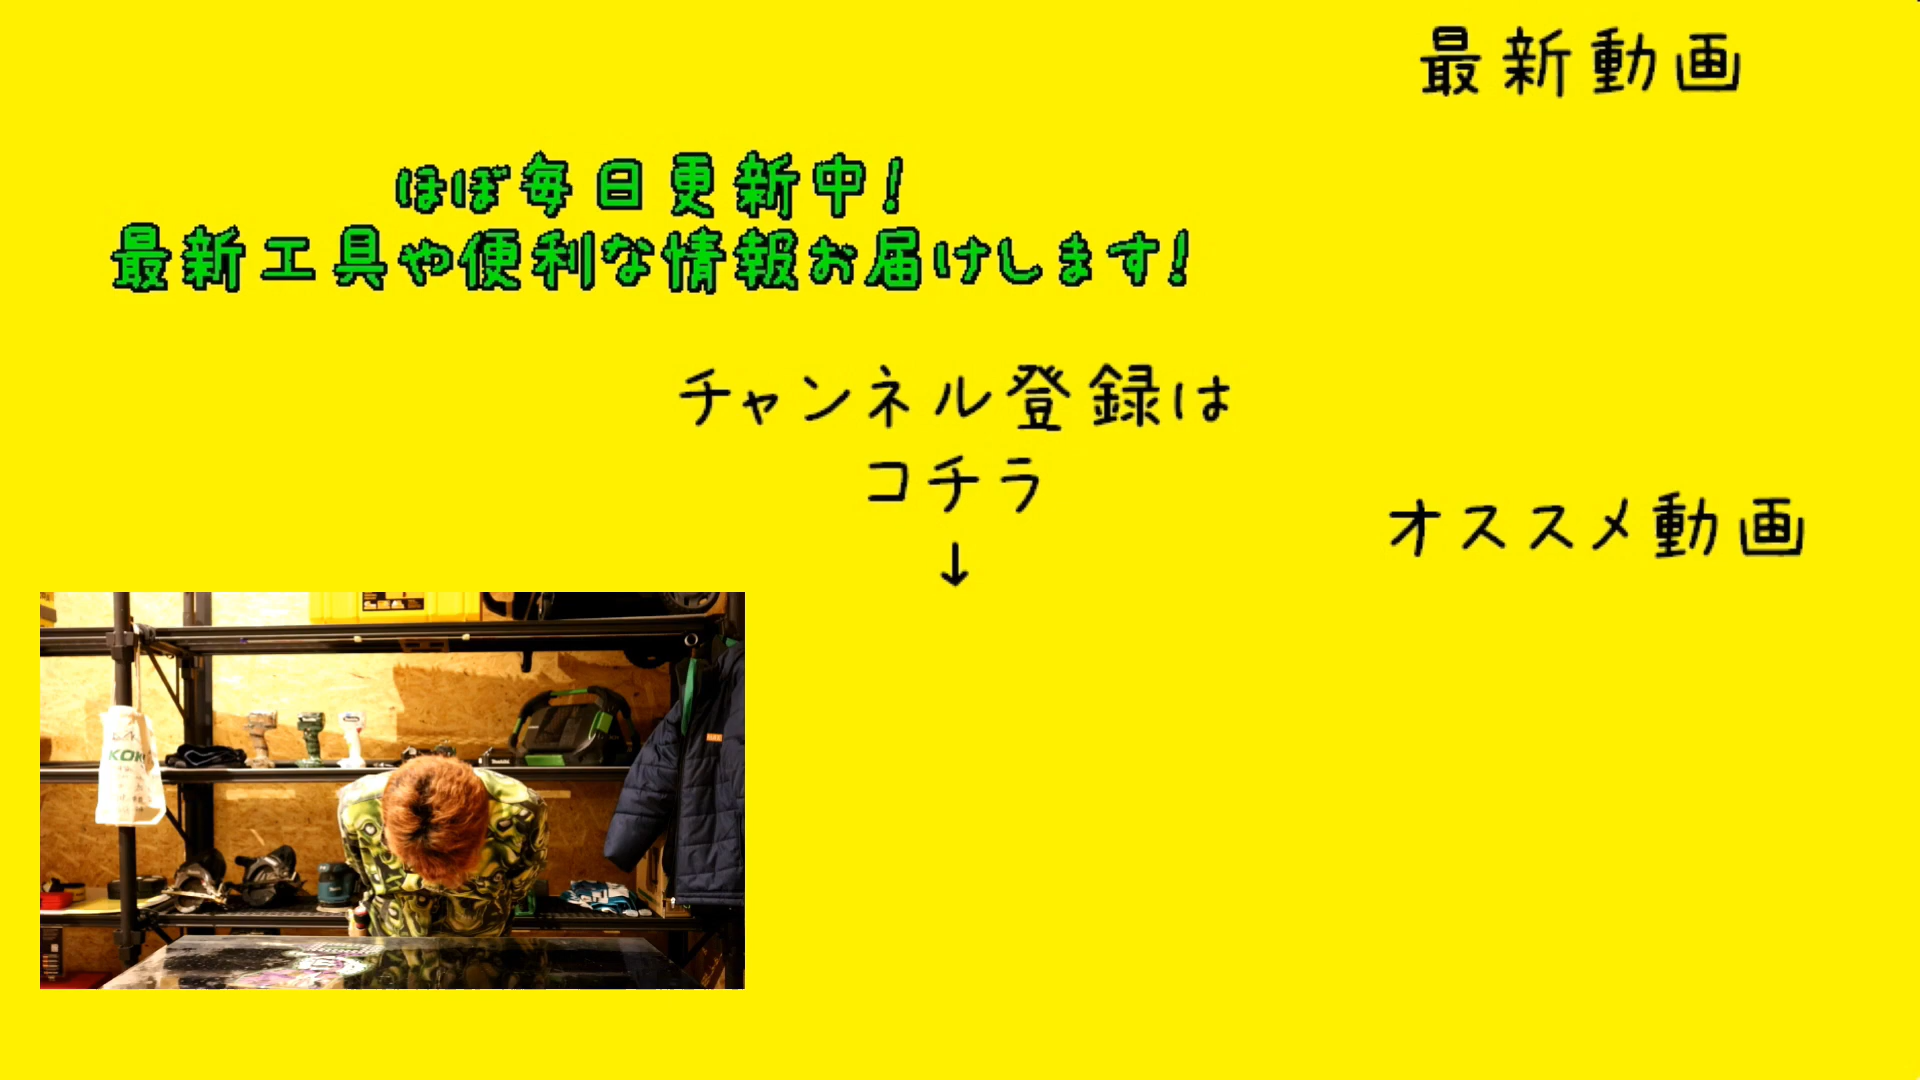 最新動画
ほぼ毎日更新中!
最新工具や便利な情報お届けします!
チャンネル登録は
コチラ
↓
オススメ動画